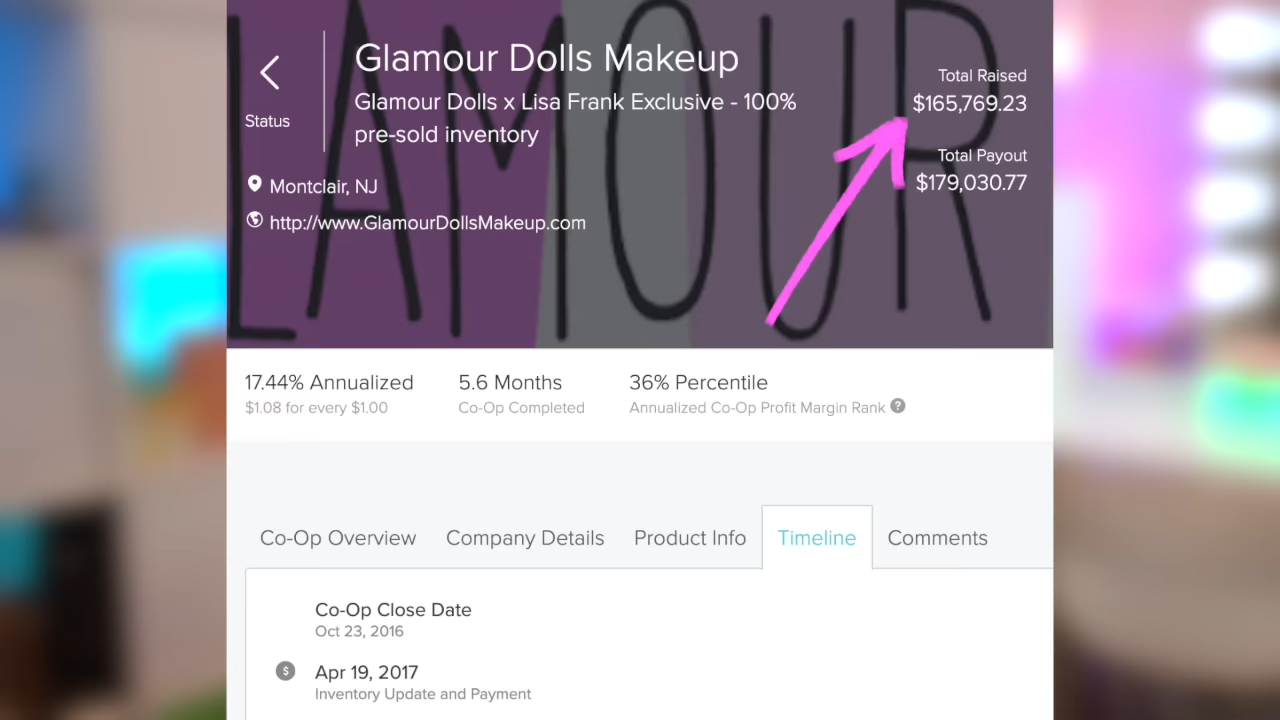 LAMOUR
Glamour Dolls Makeup
Glamour Dolls x Lisa Frank Exclusive - 100%
pre-sold inventory
Status
Total Raised
$165,769.23
Total Payout
$179,030.77
Montclair, NJ
http://www.GlamourDollsMakeup.com
17.44% Annualized
$1.08 for every $1.00
5.6 Months
Co-Op Completed
36% Percentile
Annualized Co-Op Profit Margin Rank ?
Co-Op Overview
Company Details
Product Info
Timeline
Comments
Co-Op Close Date
Oct 23, 2016
$
Apr 19, 2017
Inventory Update and Payment